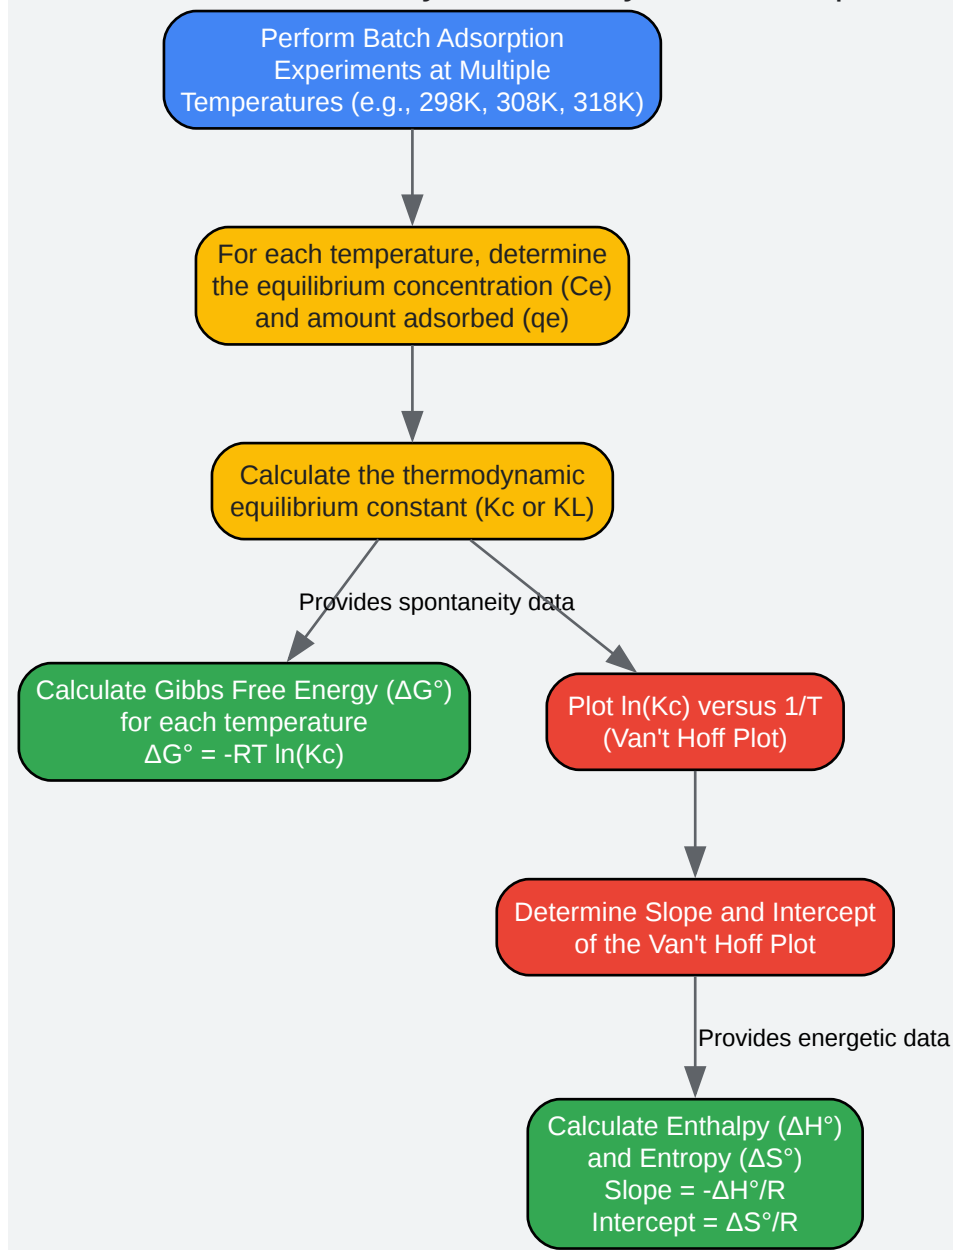 Perform Batch Adsorption
Experiments at Multiple
Temperatures (e.g., 298K, 308K, 318K)
For each temperature, determine
the equilibrium concentration (Ce)
and amount adsorbed (qe)
Calculate the thermodynamic
equilibrium constant (Kc or KL)
Provides spontaneity data
Calculate Gibbs Free Energy (ΔG°)
for each temperature
ΔG° = -RT ln(Kc)
Plot ln(Kc) versus 1/T
(Van't Hoff Plot)
Determine Slope and Intercept
of the Van't Hoff Plot
Provides energetic data
Calculate Enthalpy (ΔH°)
and Entropy (ΔS°)
Slope = -ΔH°/R
Intercept = ΔS°/R